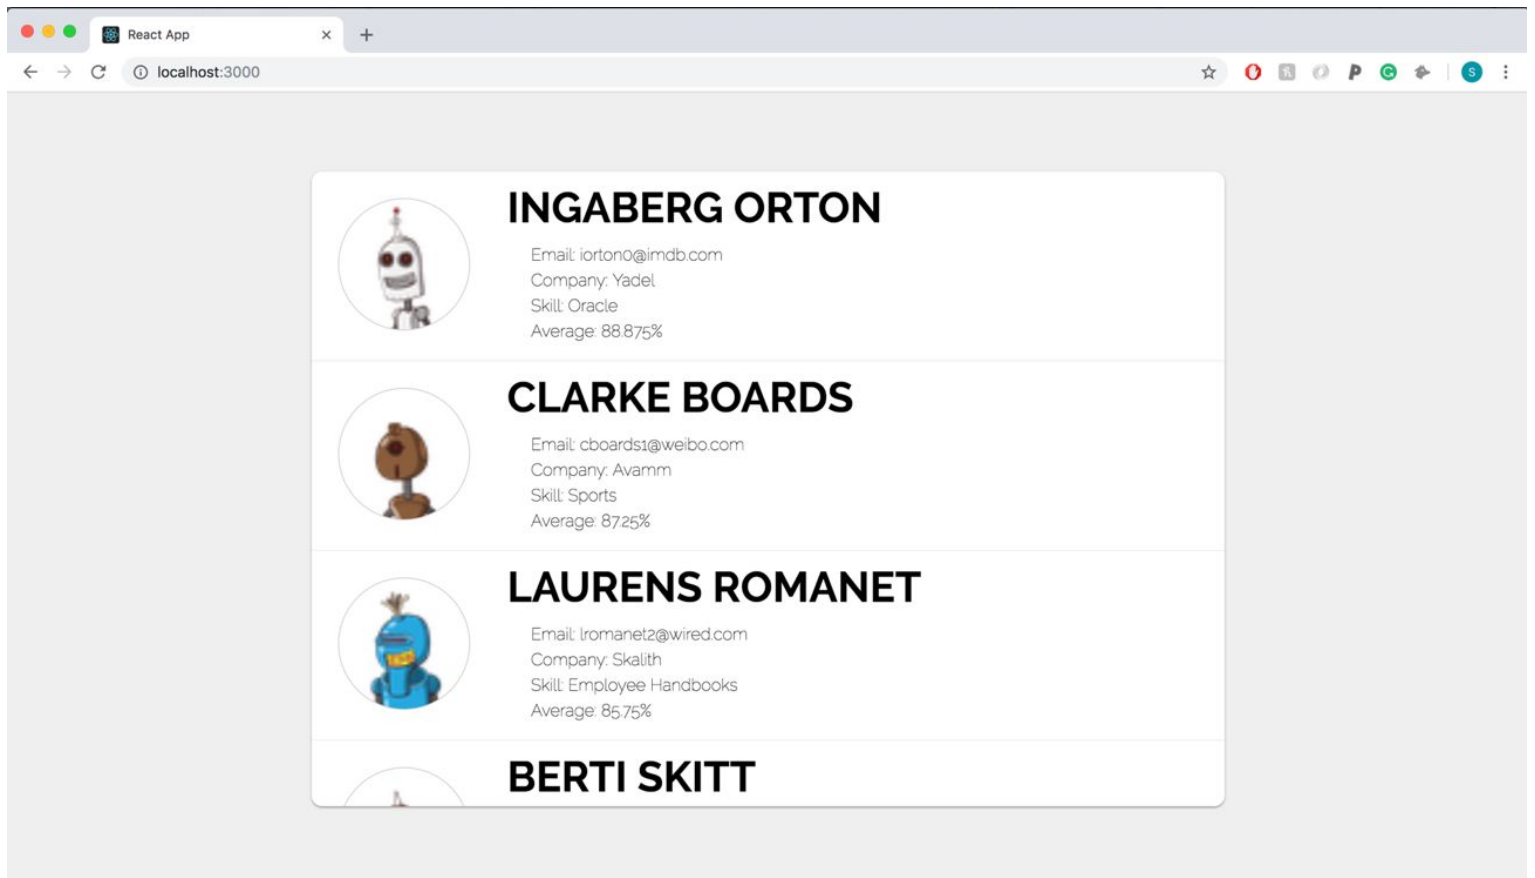 React App
localhost:3000
S
INGABERG ORTON
Email: iorton0@imdb.com
Company: Yadel
Skill: Oracle
Average: 88.875%
CLARKE BOARDS
Email: cboards1@weibo.com
Company: Avamm
Skill: Sports
Average: 87.25%
LAURENS ROMANET
Email: lromanet2@wired.com
Company: Skalith
Skill: Employee Handbooks
Average: 85.75%
BERTI SKITT